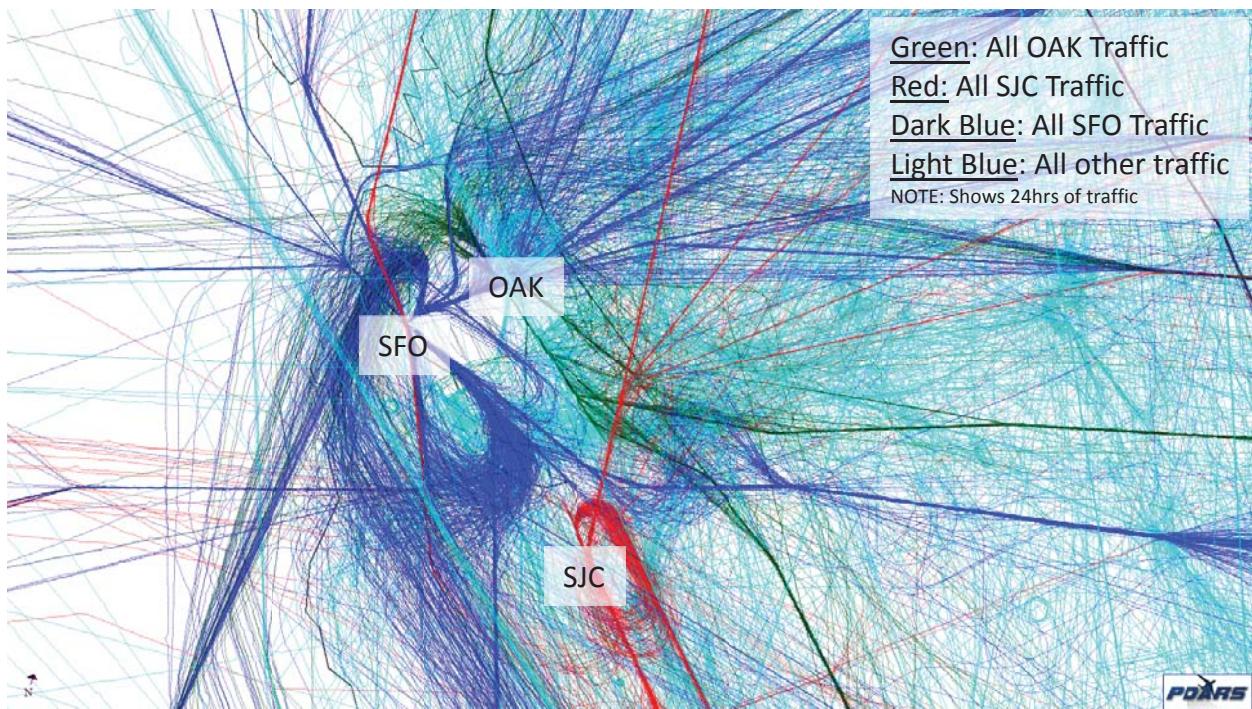 Green: All OAK Traffic
Red: All SJC Traffic
Dark Blue: All SFO Traffic
Light Blue: All other traffic
NOTE: Shows 24hrs of traffic
OAK
SFO
SJC
N
PDARS